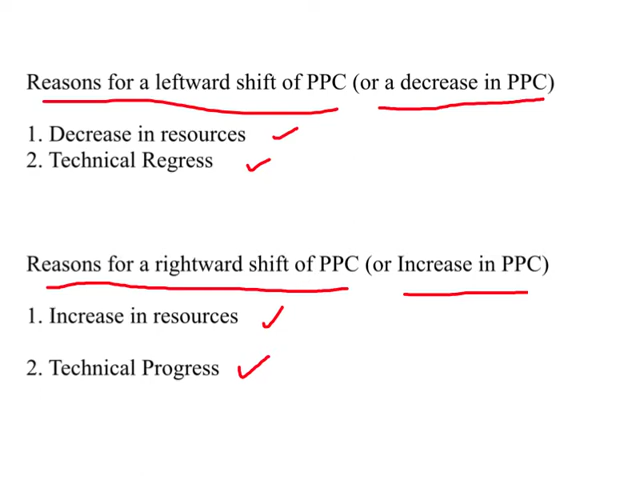 Reasons for a leftward shift of PPC (or a decrease in PPC)
1. Decrease in resources
2. Technical Regress
Reasons for a rightward shift of PPC (or Increase in PPC)
1. Increase in resources
2. Technical Progress